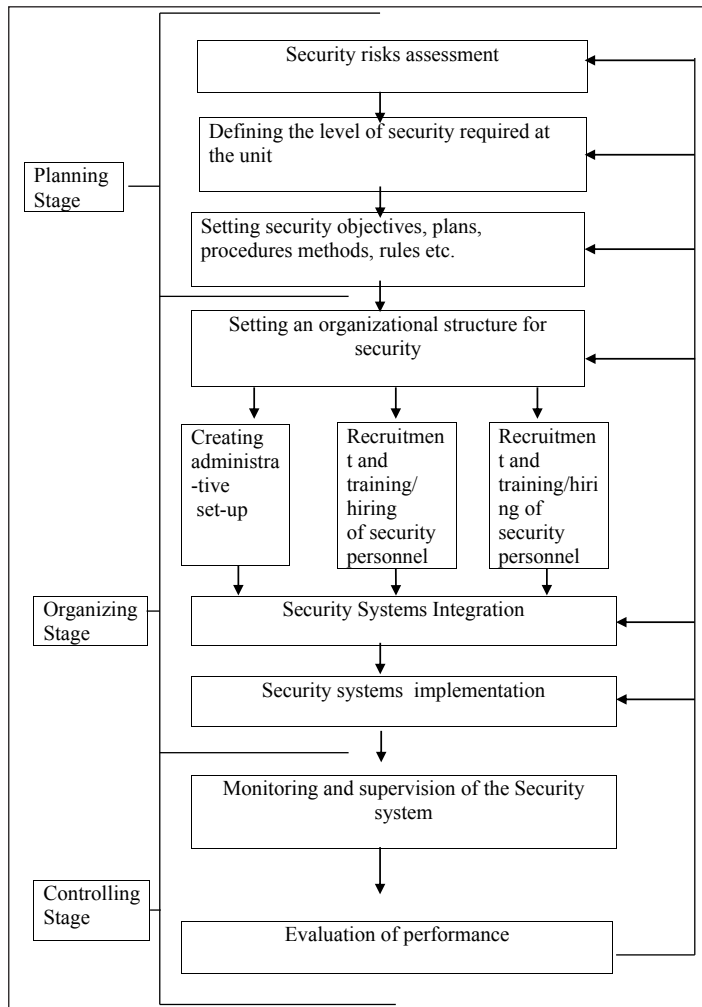 Security risks assessment
Defining the level of security required at
the unit
Planning
Stage
Setting security objectives, plans,
procedures methods, rules etc.
Setting an organizational structure for
security
Creating
administra
-tive
set-up
Recruitmen
t and
training/
hiring
of security
personnel
Recruitment
and
training/hiri
ng of
security
personnel
Organizing
Stage
Security Systems Integration
Security systems implementation
Monitoring and supervision of the Security
system
Controlling
Stage
Evaluation of performance